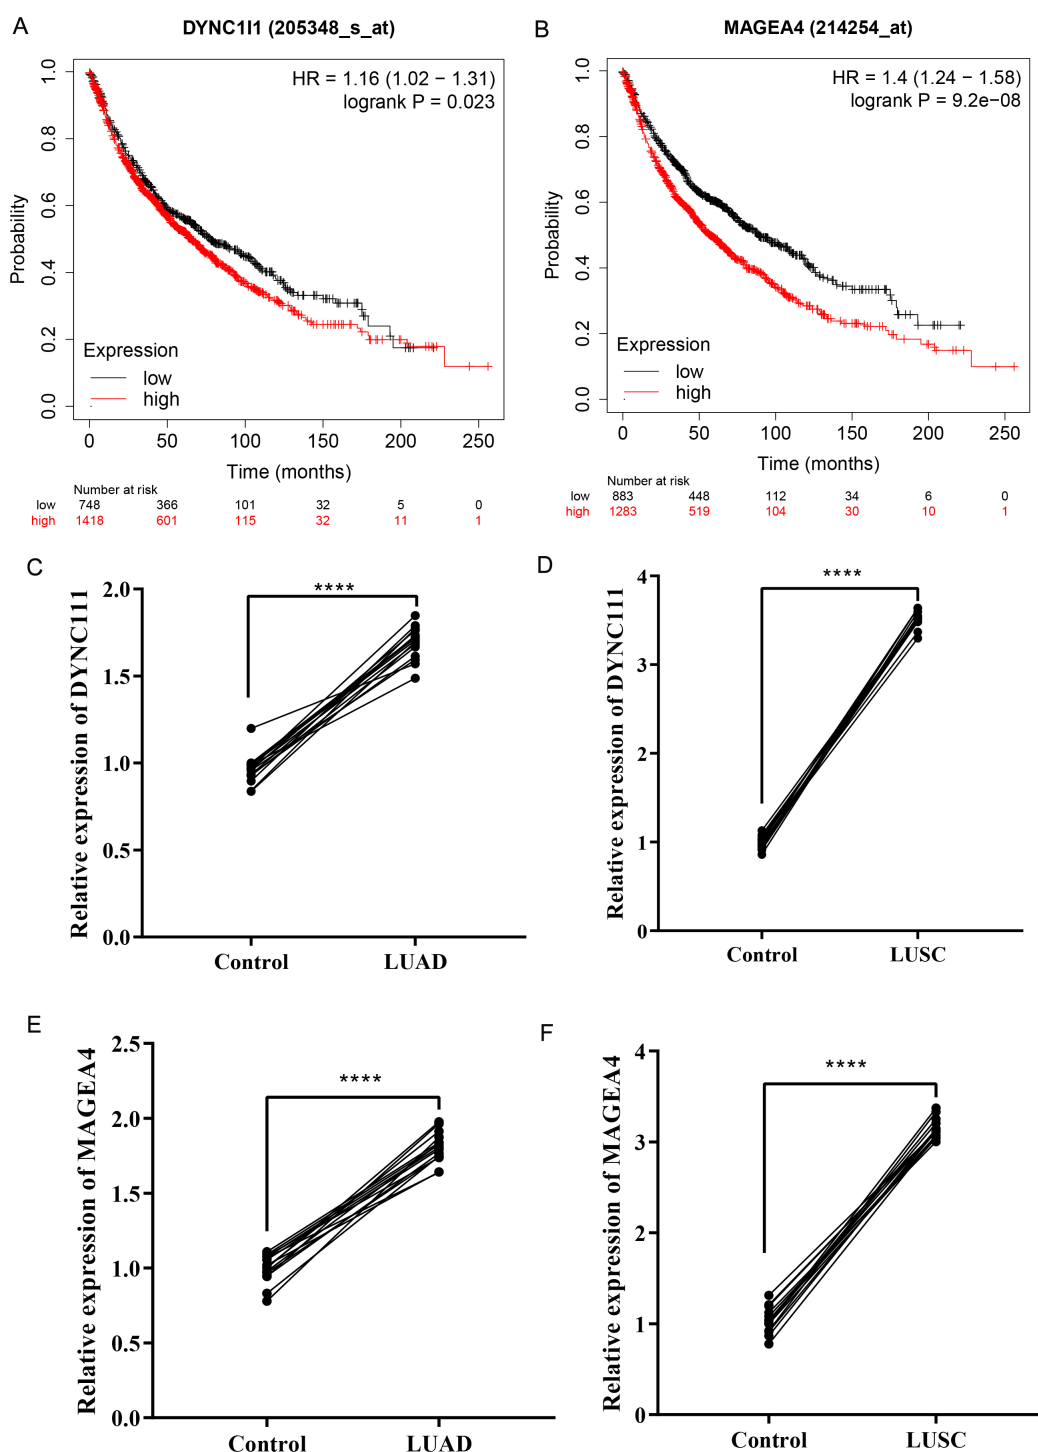 A
DYNC1I1 (205348_s_at)
HR = 1.16 (1.02 − 1.31)
logrank P = 0.023
Probability
1.0
0.8
0.6
0.4
0.2
0.0
Expression
low
high
0 50 100 150 200 250
Time (months)
Number at risk
low 748 366 101 32 5 0
high 1418 601 115 32 11 1
B
MAGEA4 (214254_at)
HR = 1.4 (1.24 − 1.58)
logrank P = 9.2e−08
Probability
1.0
0.8
0.6
0.4
0.2
0.0
Expression
low
high
0 50 100 150 200 250
Time (months)
Number at risk
low 883 448 112 34 6 0
high 1283 519 104 30 10 1
C
Relative expression of DYNC111
2.0
1.5
1.0
0.5
0.0
****
Control LUAD
D
Relative expression of DYNC111
4
3
2
1
0
****
Control LUSC
E
Relative expression of MAGEA4
2.5
2.0
1.5
1.0
0.5
0.0
****
Control LUAD
F
Relative expression of MAGEA4
4
3
2
1
0
****
Control LUSC